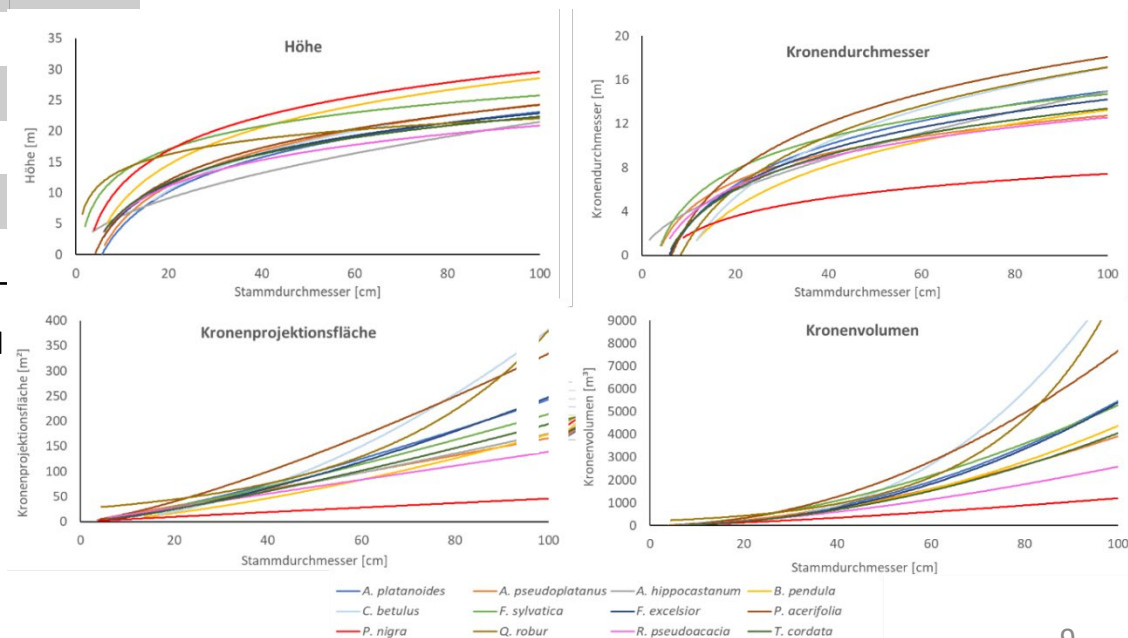 Höhe
35
30
25
20
15
10
5
0
Höhe [m]
0 20 40 60 80 100
Stammdurchmesser [cm]
Kronendurchmesser
20
16
12
8
4
0
Kronendurchmesser [m]
0 20 40 60 80 100
Stammdurchmesser [cm]
Kronenprojektionsfläche
400
350
300
250
200
150
100
50
0
Kronenprojektionsfläche [m²]
0 20 40 60 80 100
Stammdurchmesser [cm]
Kronenvolumen
9000
8000
7000
6000
5000
4000
3000
2000
1000
0
Kronenvolumen [m³]
0 20 40 60 80 100
Stammdurchmesser [cm]
A. platanoides A. pseudoplatanus A. hippocastanum B. pendula
C. betulus F. sylvatica F. excelsior P. acerifolia
P. nigra Q. robur R. pseudoacacia T. cordata